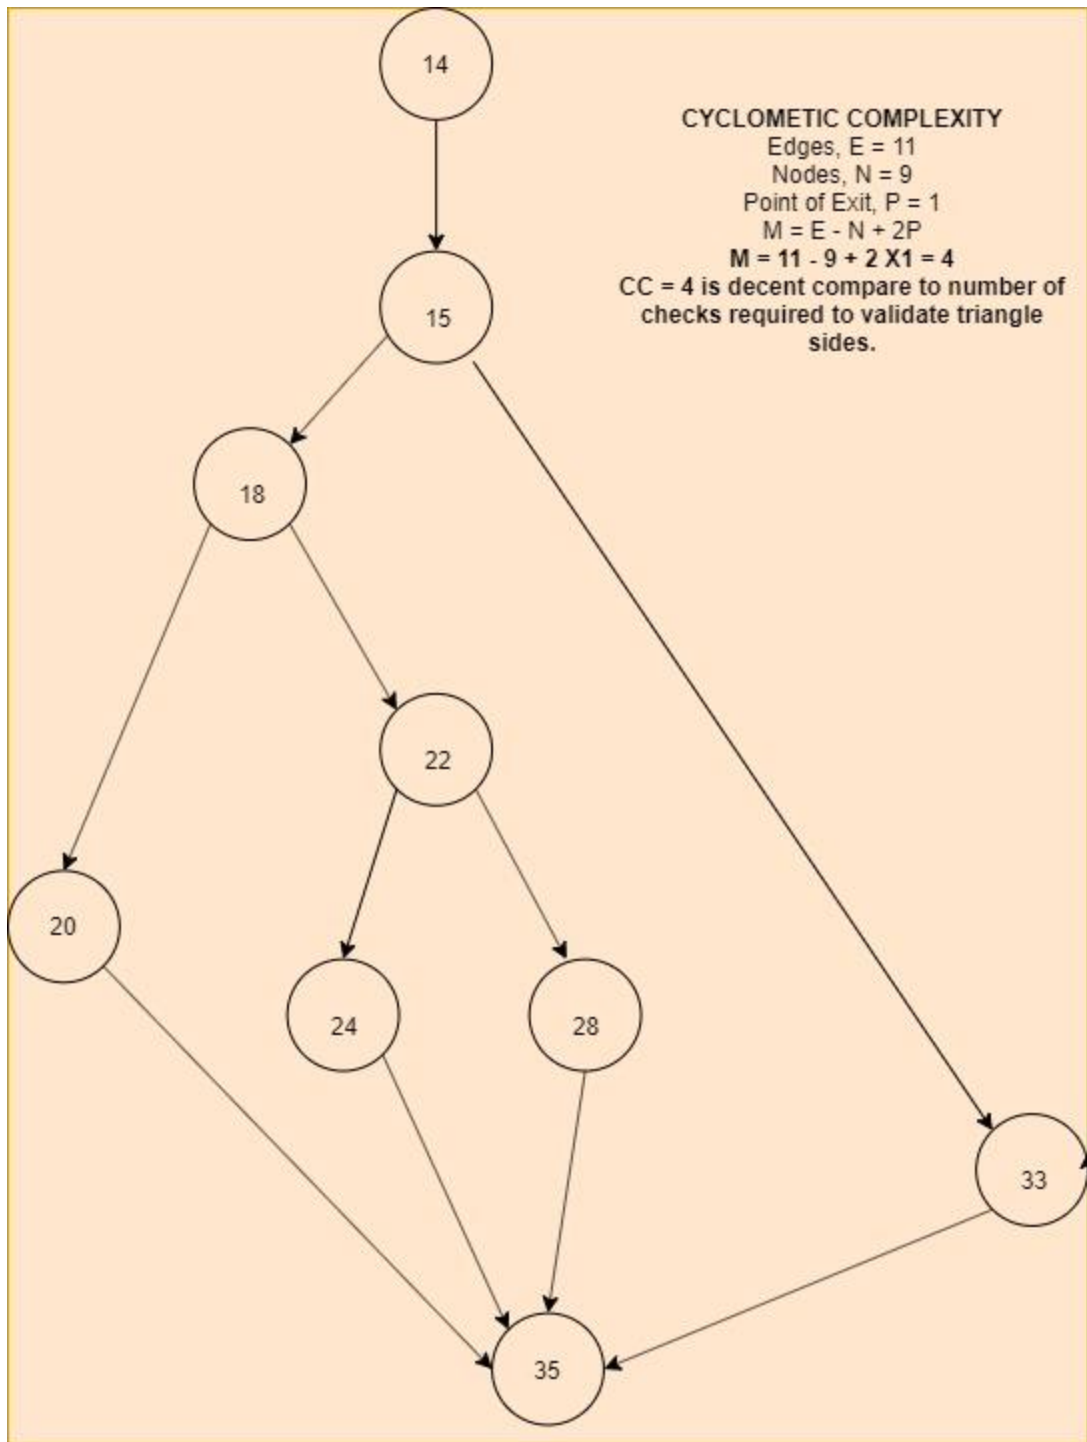 14
CYCLOMETIC COMPLEXITY
Edges, E = 11
Nodes, N = 9
Point of Exit, P = 1
M = E - N + 2P
M = 11 - 9 + 2 X1 = 4
CC = 4 is decent compare to number of
checks required to validate triangle
sides.
15
18
22
20
24
28
33
35